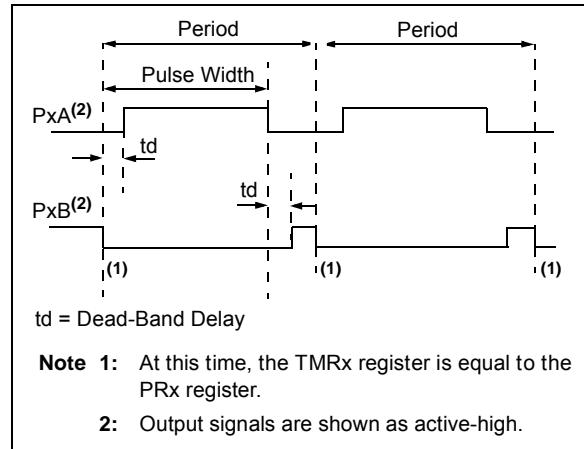 Period Period
Pulse Width
PxA(2)
td
td
PxB(2)
(1) (1) (1)
td = Dead-Band Delay
Note 1: At this time, the TMRx register is equal to the
PRx register.
2: Output signals are shown as active-high.